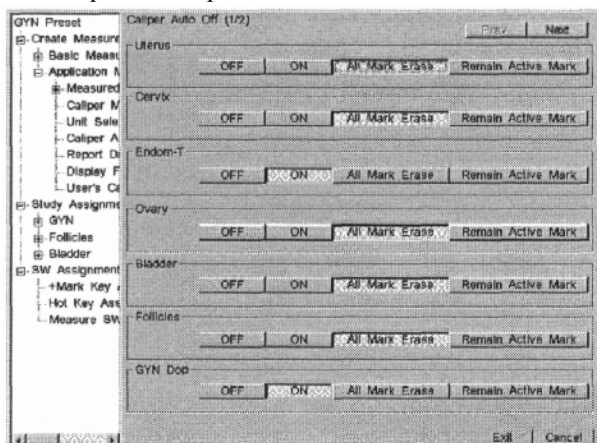 GYN Preset
Create Measure
Basic Measu
Application M
Measured
Caliper M
Unit Sele
Caliper A
Report Da
Display F
User's Ca
Study Assignme
GYN
Follicles
Bladder
SW Assignment
+Mark Key A
Hot Key Ass
Measure SW
Caliper Auto Off (1/2)
Prev Next
Uterus
OFF ON All Mark Erase Remain Active Mark
Cervix
OFF ON All Mark Erase Remain Active Mark
Endom-T
OFF ON All Mark Erase Remain Active Mark
Ovary
OFF ON All Mark Erase Remain Active Mark
Bladder
OFF ON All Mark Erase Remain Active Mark
Follicles
OFF ON All Mark Erase Remain Active Mark
GYN Dop
OFF ON All Mark Erase Remain Active Mark
Exit Cancel